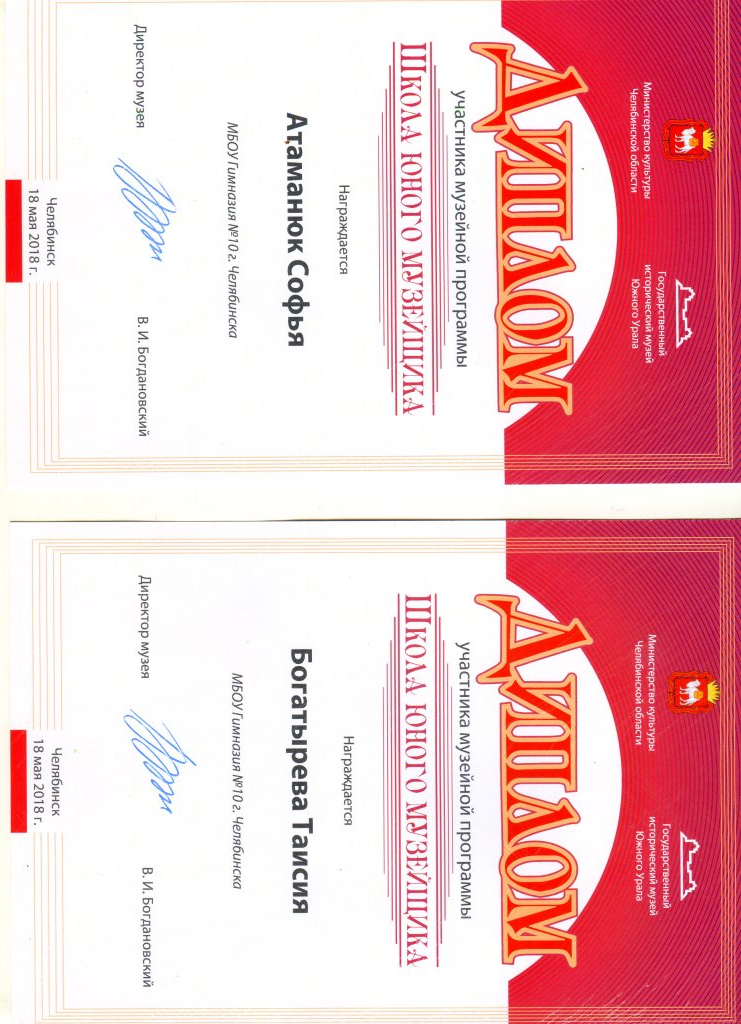 Министерство культуры
Челябинской области
Государственный
исторический музей
Южного Урала
ДИПЛОМ
участника музейной программы
ШКОЛА ЮНОГО МУЗЕЙЩИКА
Награждается
Атаманюк Софья
МБОУ Гимназия №10 г. Челябинска
Директор музея
В. И. Богдановский
Челябинск
18 мая 2018 г.
Министерство культуры
Челябинской области
Государственный
исторический музей
Южного Урала
ДИПЛОМ
участника музейной программы
ШКОЛА ЮНОГО МУЗЕЙЩИКА
Награждается
Богатырева Таисия
МБОУ Гимназия №10 г. Челябинска
Директор музея
В. И. Богдановский
Челябинск
18 мая 2018 г.